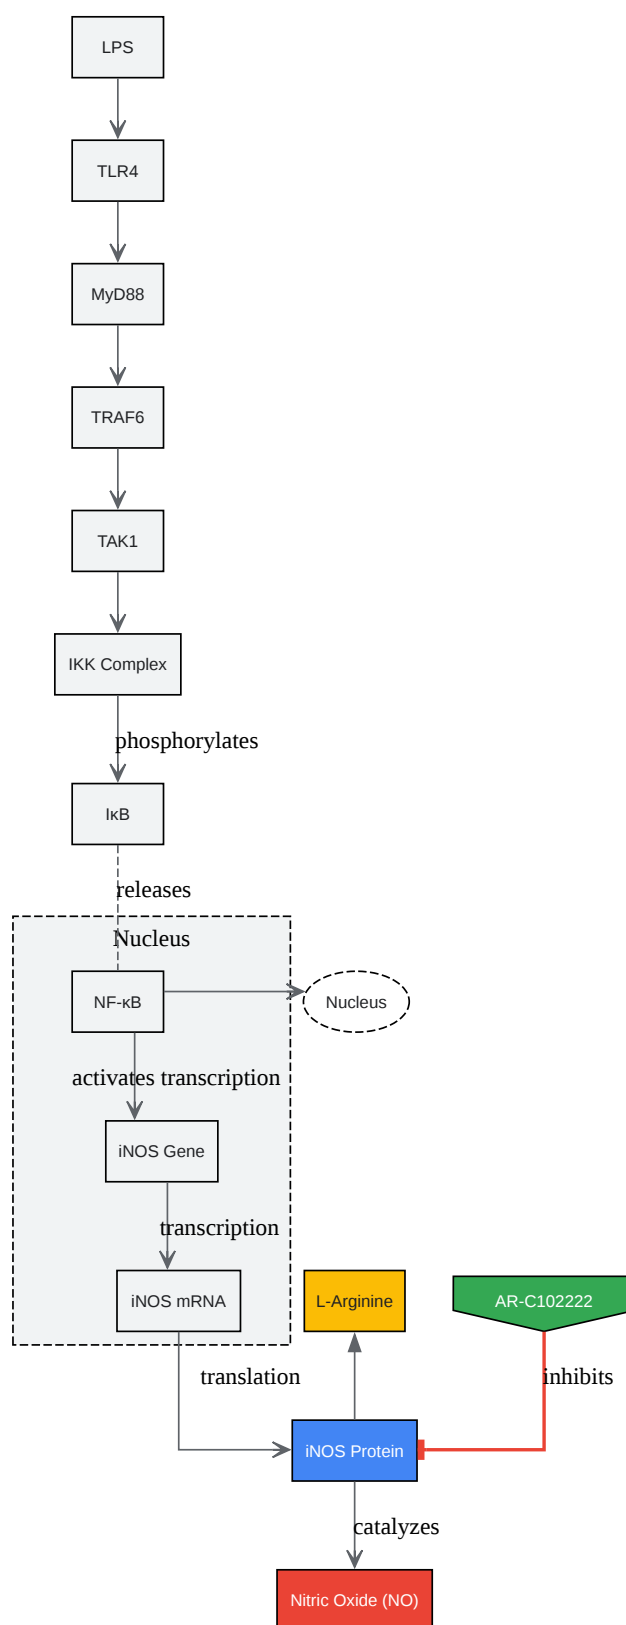 LPS
TLR4
MyD88
TRAF6
TAK1
IKK Complex
phosphorylates
IκB
releases
Nucleus
NF-κB
Nucleus
activates transcription
iNOS Gene
transcription
iNOS mRNA
L-Arginine
AR-C102222
translation
inhibits
iNOS Protein
catalyzes
Nitric Oxide (NO)